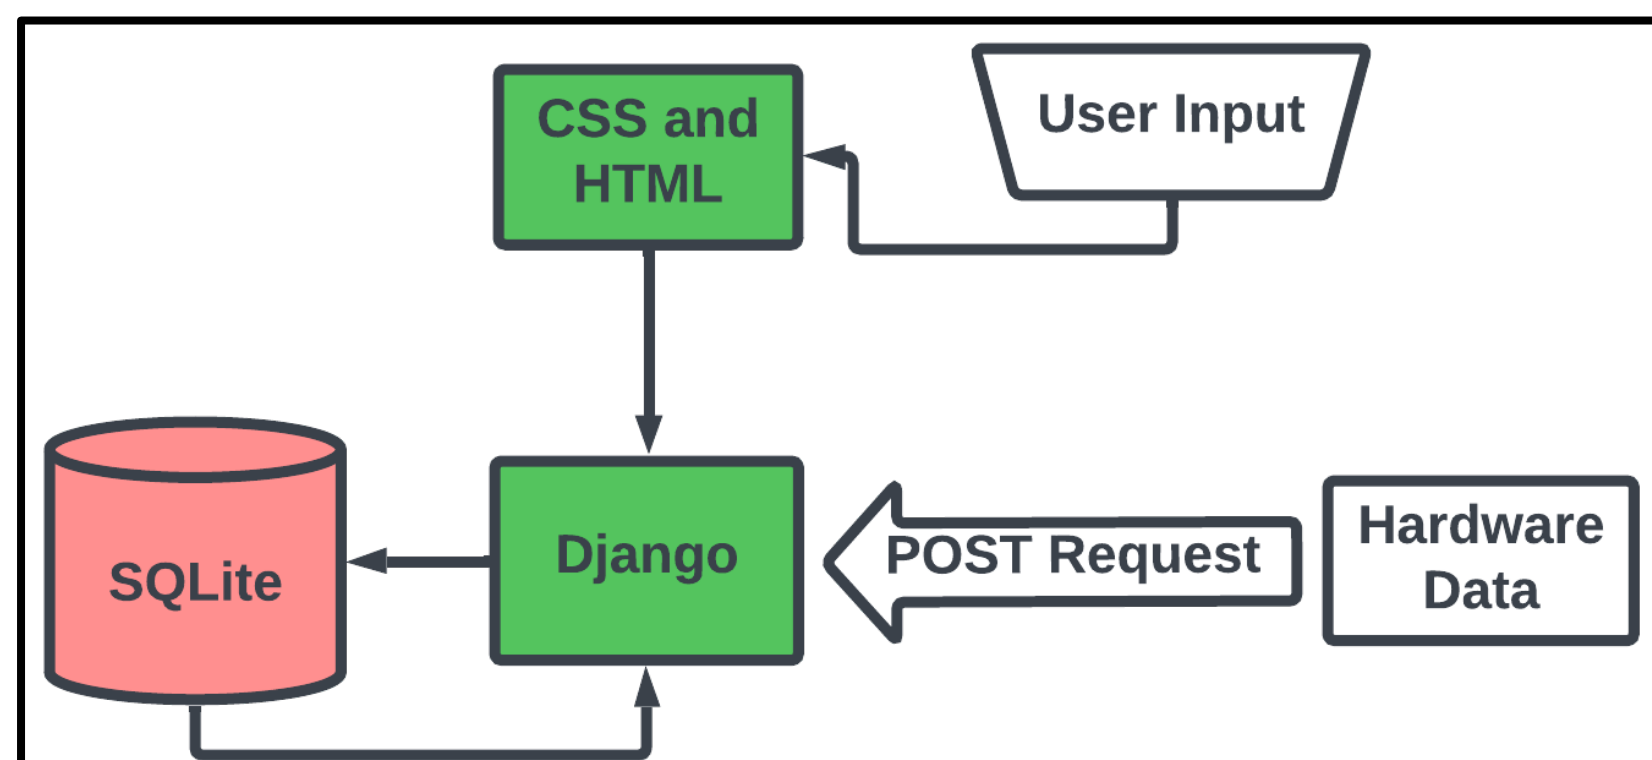 CSS and
HTML
User Input
SQLite
Django
POST Request
Hardware
Data